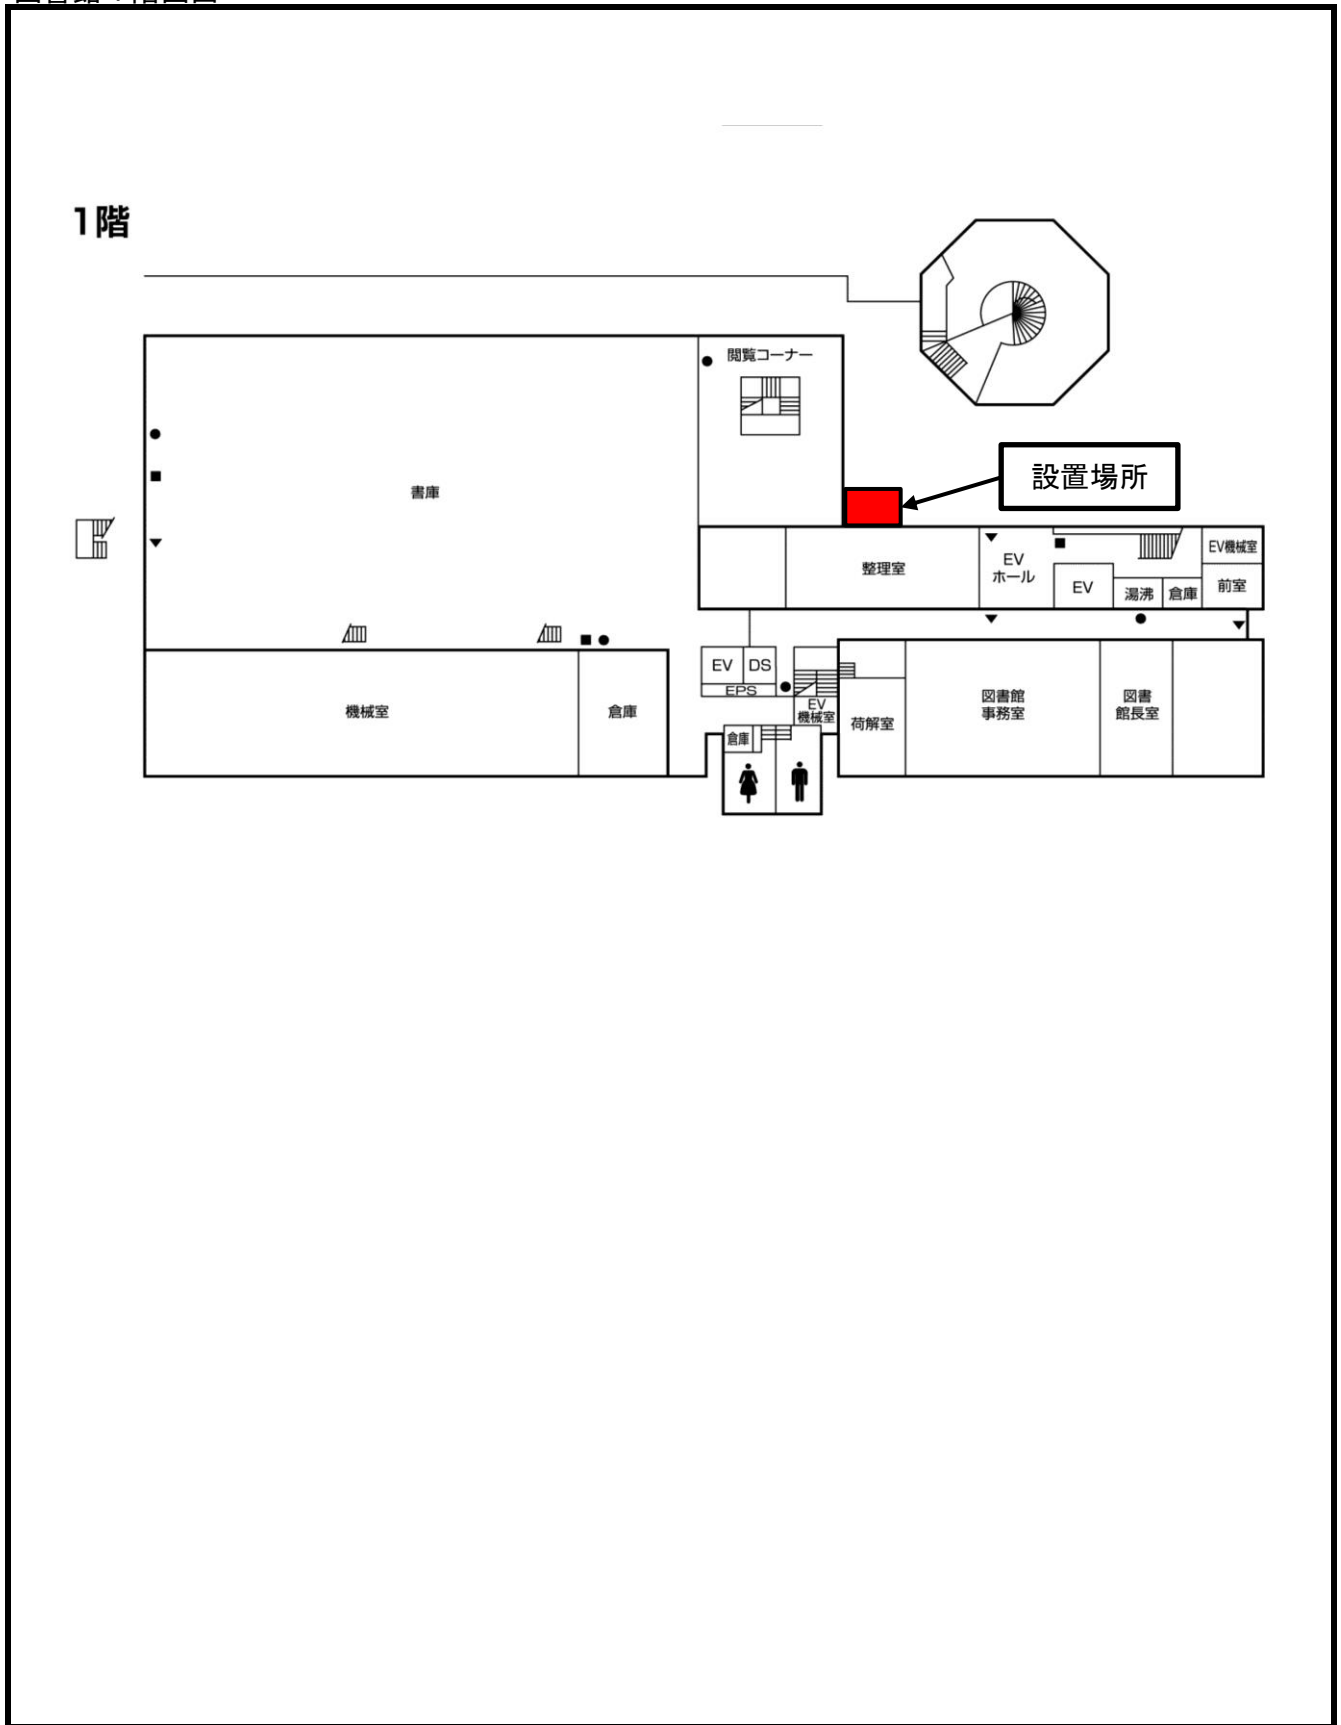 1階
閲覧コーナー
設置場所
書庫
整理室
EV
ホール
EV
湯沸
倉庫
EV機械室
前室
機械室
倉庫
EV
DS
EPS
EV
機械室
倉庫
荷解室
図書館
事務室
図書
館長室